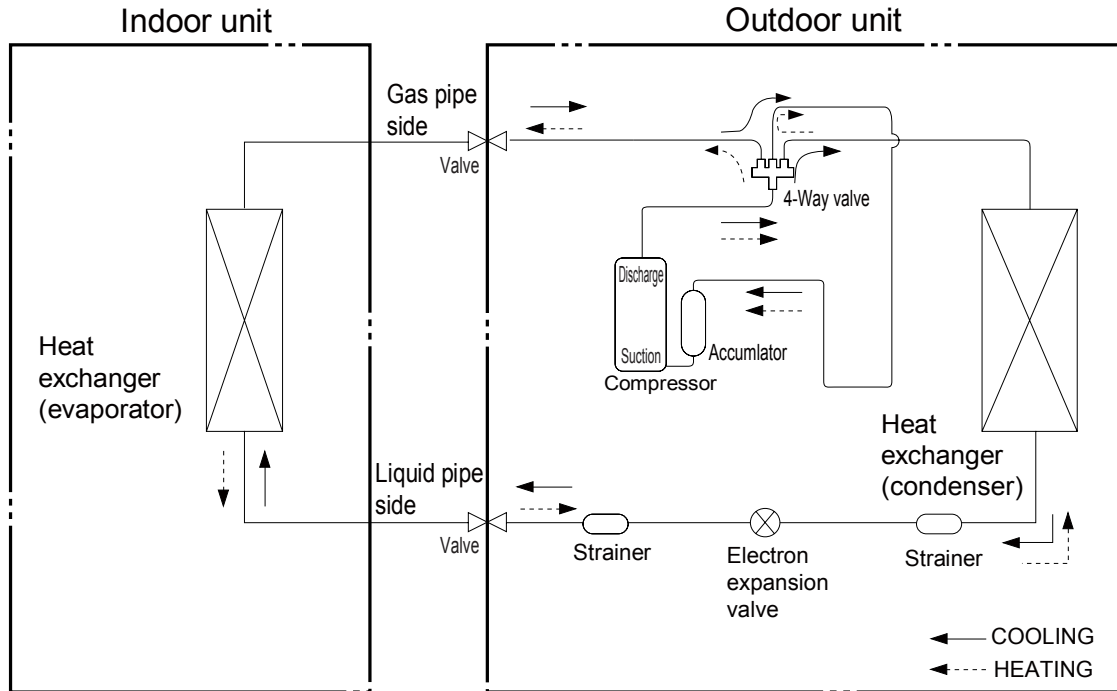 Indoor unit
Outdoor unit
Gas pipe
side
Valve
4-Way valve
Discharge
Suction
Compressor
Accumlator
Heat
exchanger
(evaporator)
Heat
exchanger
(condenser)
Liquid pipe
side
Valve
Strainer
Electron
expansion
valve
Strainer
COOLING
HEATING